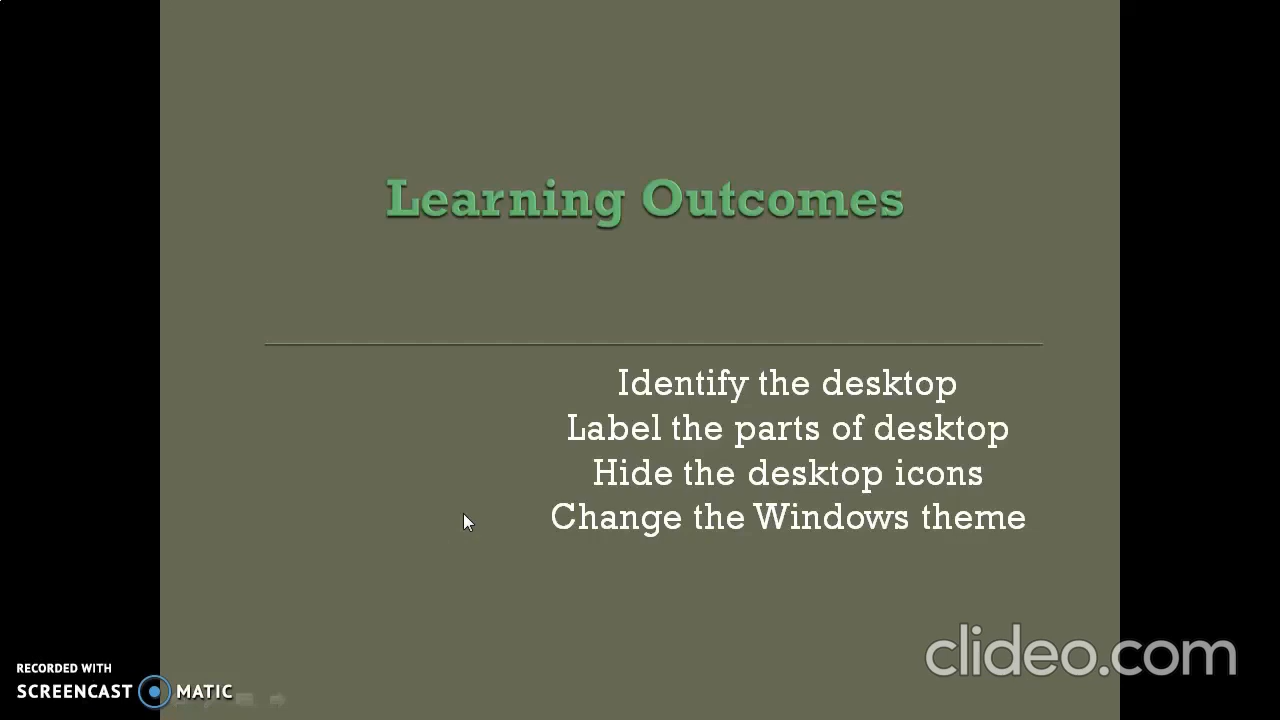 Learning Outcomes
Identify the desktop
Label the parts of desktop
Hide the desktop icons
Change the Windows theme
clideo.com
RECORDED WITH
SCREENCAST MATIC